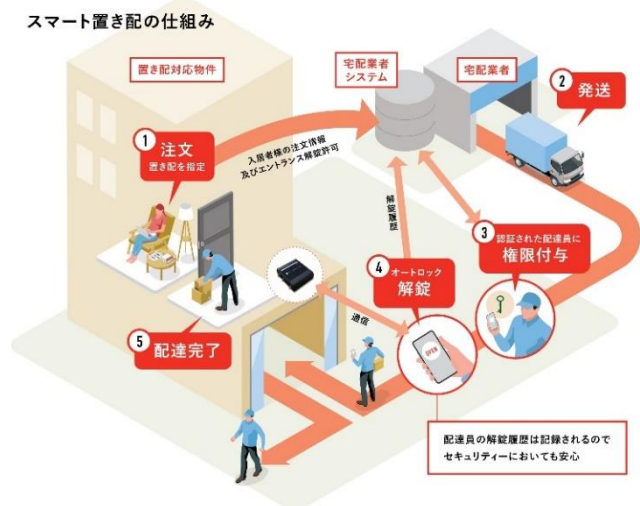 スマート置き配の仕組み
置き配対応物件
宅配業者
システム
宅配業者
2
発送
1
注文
置き配を指定
入居者様の注文情報
及びエントランス解錠許可
解錠履歴
3
認証された配達員に
権限付与
4
オートロック
解錠
通信
OPEN
5
配達完了
配達員の解錠履歴は記録されるので
セキュリティーにおいても安心